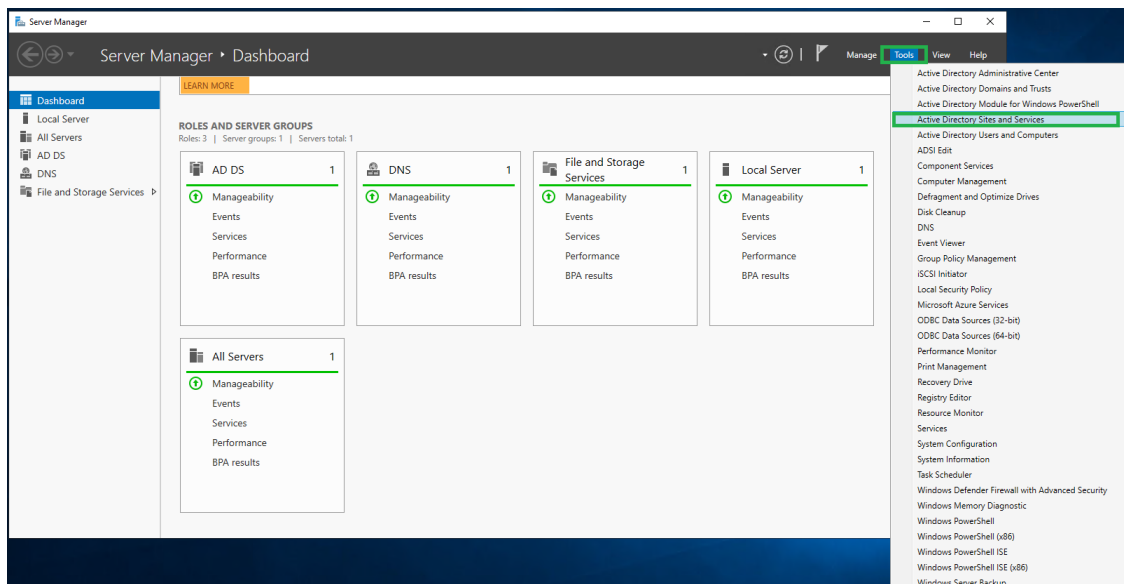 Server Manager
Server Manager ‣ Dashboard
Manage Tools View Help
Dashboard
Local Server
All Servers
AD DS
DNS
File and Storage Services
LEARN MORE
ROLES AND SERVER GROUPS
Roles: 3 | Server groups: 1 | Servers total: 1
AD DS 1
Manageability
Events
Services
Performance
BPA results
DNS 1
Manageability
Events
Services
Performance
BPA results
File and Storage
Services 1
Manageability
Events
Services
Performance
BPA results
Local Server 1
Manageability
Events
Services
Performance
BPA results
All Servers 1
Manageability
Events
Services
Performance
BPA results
Active Directory Administrative Center
Active Directory Domains and Trusts
Active Directory Module for Windows PowerShell
Active Directory Sites and Services
Active Directory Users and Computers
ADSI Edit
Component Services
Computer Management
Defragment and Optimize Drives
Disk Cleanup
DNS
Event Viewer
Group Policy Management
iSCSI Initiator
Local Security Policy
Microsoft Azure Services
ODBC Data Sources (32-bit)
ODBC Data Sources (64-bit)
Performance Monitor
Print Management
Recovery Drive
Registry Editor
Resource Monitor
Services
System Configuration
System Information
Task Scheduler
Windows Defender Firewall with Advanced Security
Windows Memory Diagnostic
Windows PowerShell
Windows PowerShell (x86)
Windows PowerShell ISE
Windows PowerShell ISE (x86)
Windows Server Backup